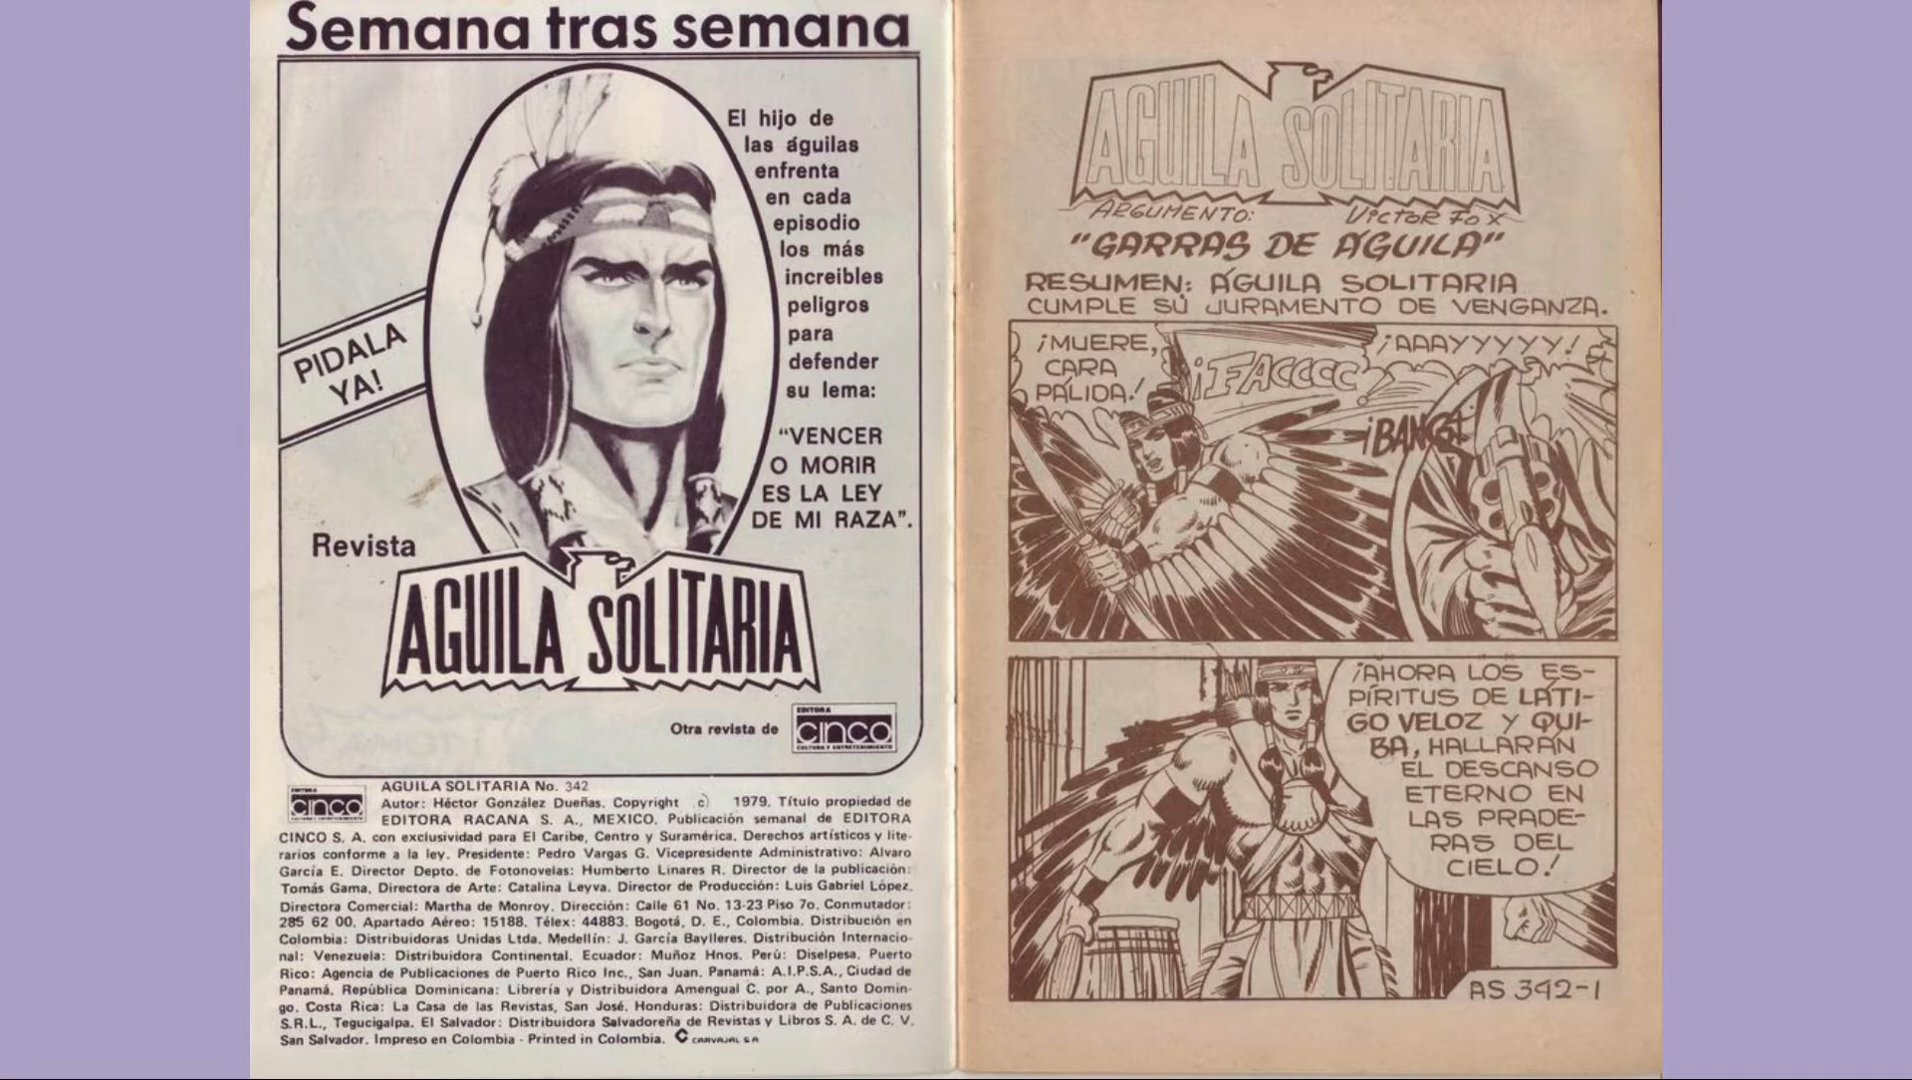 Semana tras semana
El hijo de
las águilas
enfrenta
en cada
episodio
los más
increibles
peligros
para
defender
su lema:
"VENCER
O MORIR
ES LA LEY
DE MI RAZA".
PIDALA
YA!
Revista
AGUILA SOLITARIA
Otra revista de
EDITORA
CINCO
CULTURA Y ENTRETENIMIENTO
EDITORA
CINCO
AGUILA SOLITARIA No. 342
Autor: Héctor González Dueñas. Copyright c) 1979. Título propiedad de
EDITORA RACANA S. A., MEXICO. Publicación semanal de EDITORA
CINCO S. A. con exclusividad para El Caribe, Centro y Suramérica. Derechos artísticos y lite-
rarios conforme a la ley. Presidente: Pedro Vargas G. Vicepresidente Administrativo: Alvaro
García E. Director Depto. de Fotonovelas: Humberto Linares R. Director de la publicación:
Tomás Gama. Directora de Arte: Catalina Leyva. Director de Producción: Luis Gabriel López.
Directora Comercial: Martha de Monroy. Dirección: Calle 61 No. 13-23 Piso 7o. Conmutador:
285 62 00. Apartado Aéreo: 15188. Télex: 44883. Bogotá, D. E., Colombia. Distribución en
Colombia: Distribuidoras Unidas Ltda. Medellín: J. García Baylleres. Distribución Internacio-
nal: Venezuela: Distribuidora Continental. Ecuador: Muñoz Hnos. Perú: Diselpesa. Puerto
Rico: Agencia de Publicaciones de Puerto Rico Inc., San Juan. Panamá: A.I.P.S.A., Ciudad de
Panamá. República Dominicana: Librería y Distribuidora Amengual C. por A., Santo Domin-
go. Costa Rica: La Casa de las Revistas, San José. Honduras: Distribuidora de Publicaciones
S.R.L., Tegucigalpa. El Salvador: Distribuidora Salvadoreña de Revistas y Libros S. A. de C. V.
San Salvador. Impreso en Colombia - Printed in Colombia. CARVAJAL S A
AGUILA SOLITARIA
ARGUMENTO: VICTOR FOX
"GARRAS DE ÁGUILA"
RESUMEN: ÁGUILA SOLITARIA
CUMPLE SU JURAMENTO DE VENGANZA.
¡MUERE,
CARA
PÁLIDA!
¡FACCCCC
¡AAAYYYYYY!
¡BANG!
¡AHORA LOS ES-
PÍRITUS DE LÁTI-
GO VELOZ Y QUI-
BA, HALLARÁN
EL DESCANSO
ETERNO EN
LAS PRADE-
RAS DEL
CIELO!
AS 342-1